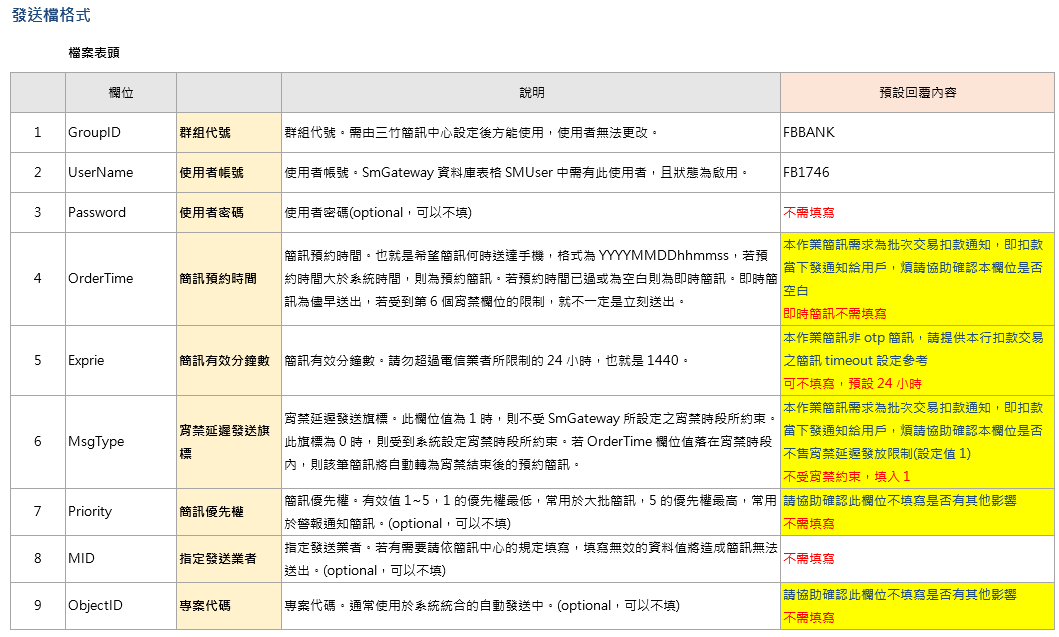 發送檔格式
檔案表頭
欄位 說明 預設回覆內容
1 GroupID 群組代號 群組代號。需由三竹簡訊中心設定後方能使用，使用者無法更改。 FBBANK
2 UserName 使用者帳號 使用者帳號。SmGateway 資料庫表格 SMUser 中需有此使用者，且狀態為啟用。 FB1746
3 Password 使用者密碼 使用者密碼(optional，可以不填) 不需填寫
4 OrderTime 簡訊預約時間
簡訊預約時間。也就是希望簡訊何時送達手機，格式為 YYYYMMDDhhmmss，若預
約時間大於系統時間，則為預約簡訊。若預約時間已過或為空白則為即時簡訊。即時簡
訊為儘早送出，若受到第 6 個宵禁欄位的限制，就不一定是立刻送出。
本作業簡訊需求為批次交易扣款通知，即扣款
當下發通知給用戶，煩請協助確認本欄位是否
空白
即時簡訊不需填寫
5 Exprie 簡訊有效分鐘數 簡訊有效分鐘數。請勿超過電信業者所限制的 24 小時，也就是 1440。
本作業簡訊非 otp 簡訊，請提供本行扣款交易
之簡訊 timeout 設定參考
可不填寫，預設 24 小時
6 MsgType
宵禁延遲發送旗
標
宵禁延遲發送旗標。此欄位值為 1 時，則不受 SmGateway 所設定之宵禁時段所約束。
此旗標為 0 時，則受到系統設定宵禁時段所約束。若 OrderTime 欄位值落在宵禁時段
內，則該筆簡訊將自動轉為宵禁結束後的預約簡訊。
本作業簡訊需求為批次交易扣款通知，即扣款
當下發通知給用戶，煩請協助確認本欄位是否
不售宵禁延遲發放限制(設定值 1)
不受宵禁約束，填入 1
7 Priority 簡訊優先權
簡訊優先權。有效值 1~5，1 的優先權最低，常用於大批簡訊，5 的優先權最高，常用
於警報通知簡訊。(optional，可以不填)
請協助確認此欄位不填寫是否有其他影響
不需填寫
8 MID 指定發送業者
指定發送業者。若有需要請依簡訊中心的規定填寫，填寫無效的資料值將造成簡訊無法
送出。(optional，可以不填)
不需填寫
9 ObjectID 專案代碼 專案代碼。通常使用於系統統合的自動發送中。(optional，可以不填)
請協助確認此欄位不填寫是否有其他影響
不需填寫